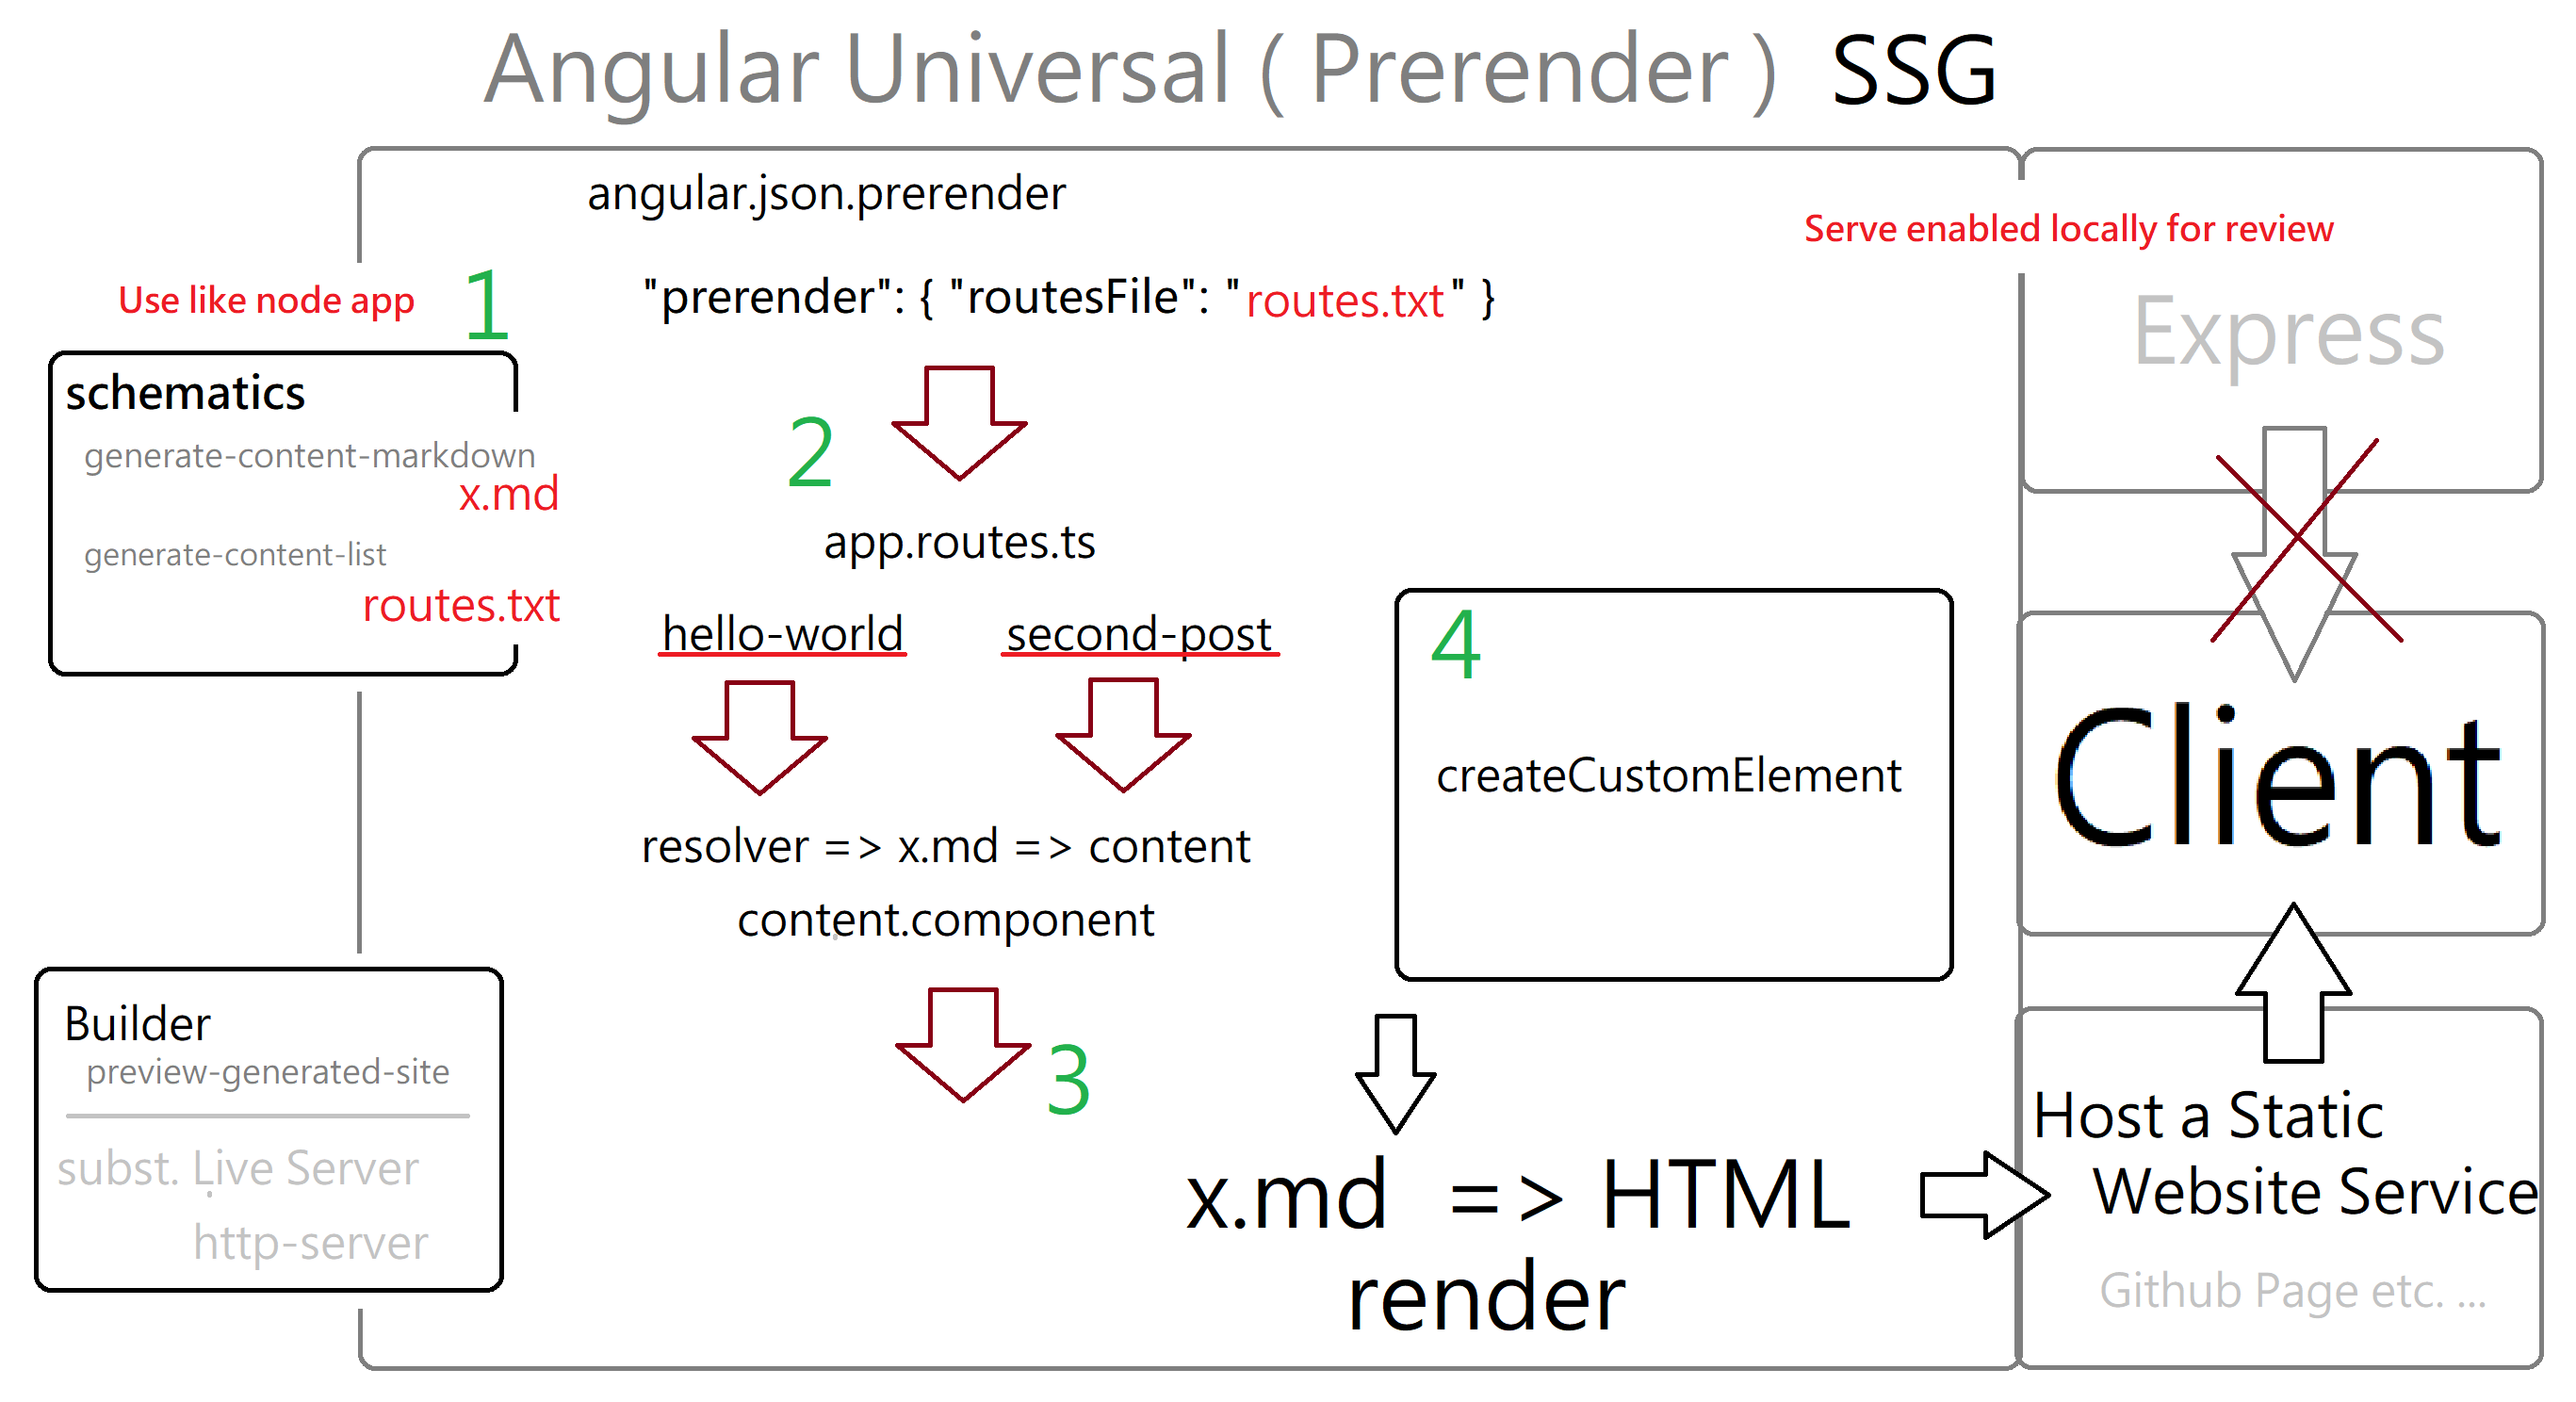 Angular Universal ( Prerender ) SSG
angular.json.prerender
Serve enabled locally for review
Use like node app
1
"prerender": { "routesFile": "routes.txt" }
Express
schematics
generate-content-markdown
x.md
generate-content-list
routes.txt
2
app.routes.ts
hello-world second-post
resolver => x.md => content
content.component
3
4
createCustomElement
Client
Builder
preview-generated-site
subst. Live Server
http-server
x.md => HTML
render
Host a Static
Website Service
Github Page etc. ...